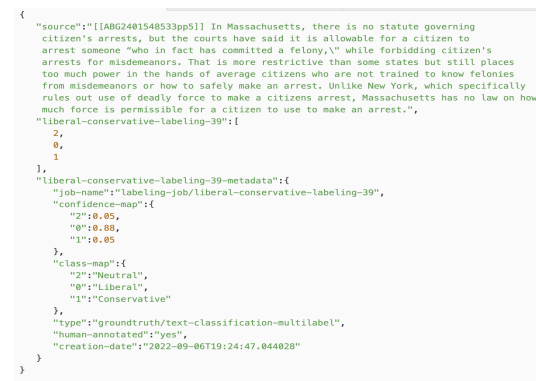 {
"source":"[[ABG2401548533pp5]] In Massachusetts, there is no statute governing
citizen's arrests, but the courts have said it is allowable for a citizen to
arrest someone “who in fact has committed a felony,\" while forbidding citizen's
arrests for misdemeanors. That is more restrictive than some states but still places
too much power in the hands of average citizens who are not trained to know felonies
from misdemeanors or how to safely make an arrest. Unlike New York, which specifically
rules out use of deadly force to make a citizens arrest, Massachusetts has no law on how
much force is permissible for a citizen to use to make an arrest.",
"liberal-conservative-labeling-39":[
2,
0,
1
],
"liberal-conservative-labeling-39-metadata":{
"job-name":"labeling-job/liberal-conservative-labeling-39",
"confidence-map":{
"2":0.05,
"0":0.88,
"1":0.05
},
"class-map":{
"2":"Neutral",
"0":"Liberal",
"1":"Conservative"
},
"type":"groundtruth/text-classification-multilabel",
"human-annotated":"yes",
"creation-date":"2022-09-06T19:24:47.044028"
}
}